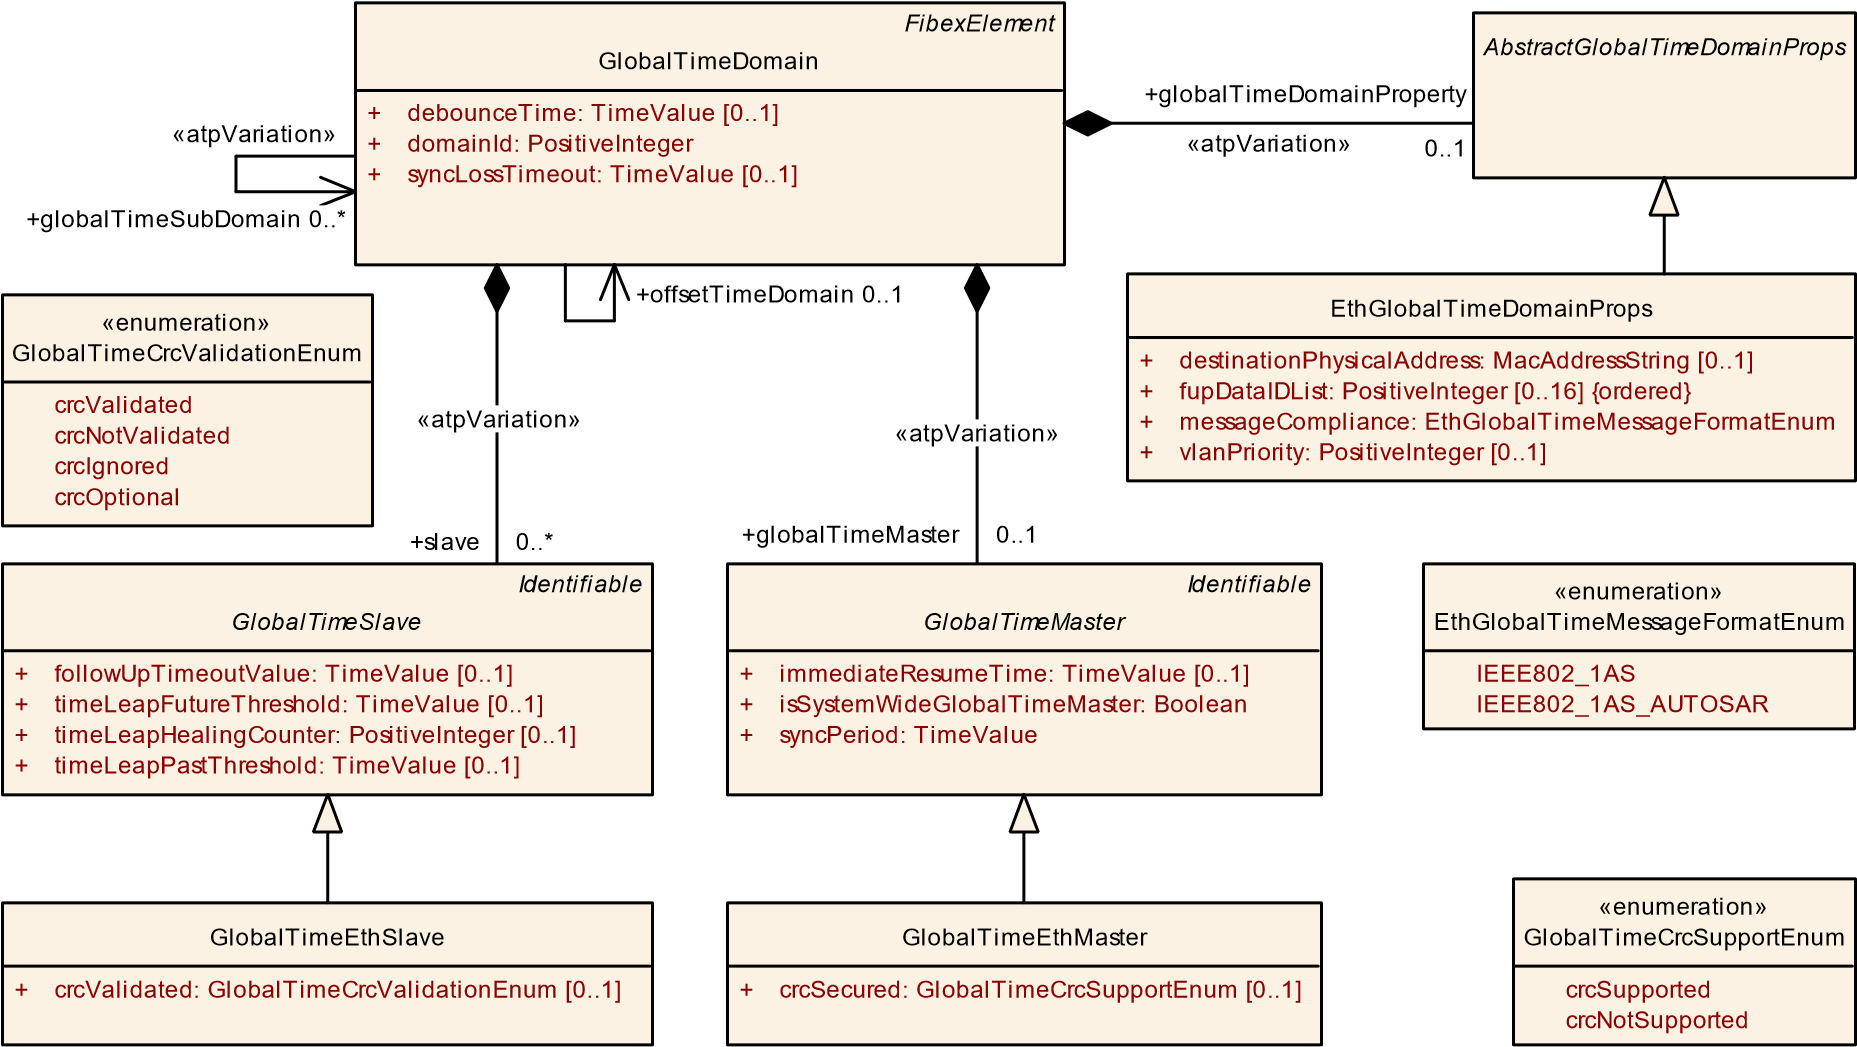 FibexElement
GlobalTimeDomain
+ debounceTime: TimeValue [0..1]
+ domainId: PositiveInteger
+ syncLossTimeout: TimeValue [0..1]
AbstractGlobalTimeDomainProps
+globalTimeDomainProperty
«atpVariation»
0..1
«atpVariation»
+globalTimeSubDomain 0..*
+offsetTimeDomain 0..1
EthGlobalTimeDomainProps
+ destinationPhysicalAddress: MacAddressString [0..1]
+ fupDataIDList: PositiveInteger [0..16] {ordered}
+ messageCompliance: EthGlobalTimeMessageFormatEnum
+ vlanPriority: PositiveInteger [0..1]
«enumeration»
GlobalTimeCrcValidationEnum
crcValidated
crcNotValidated
crcIgnored
crcOptional
«atpVariation»
+slave 0..*
«atpVariation»
+globalTimeMaster 0..1
Identifiable
GlobalTimeSlave
+ followUpTimeoutValue: TimeValue [0..1]
+ timeLeapFutureThreshold: TimeValue [0..1]
+ timeLeapHealingCounter: PositiveInteger [0..1]
+ timeLeapPastThreshold: TimeValue [0..1]
Identifiable
GlobalTimeMaster
+ immediateResumeTime: TimeValue [0..1]
+ isSystemWideGlobalTimeMaster: Boolean
+ syncPeriod: TimeValue
«enumeration»
EthGlobalTimeMessageFormatEnum
IEEE802_1AS
IEEE802_1AS_AUTOSAR
GlobalTimeEthSlave
+ crcValidated: GlobalTimeCrcValidationEnum [0..1]
GlobalTimeEthMaster
+ crcSecured: GlobalTimeCrcSupportEnum [0..1]
«enumeration»
GlobalTimeCrcSupportEnum
crcSupported
crcNotSupported